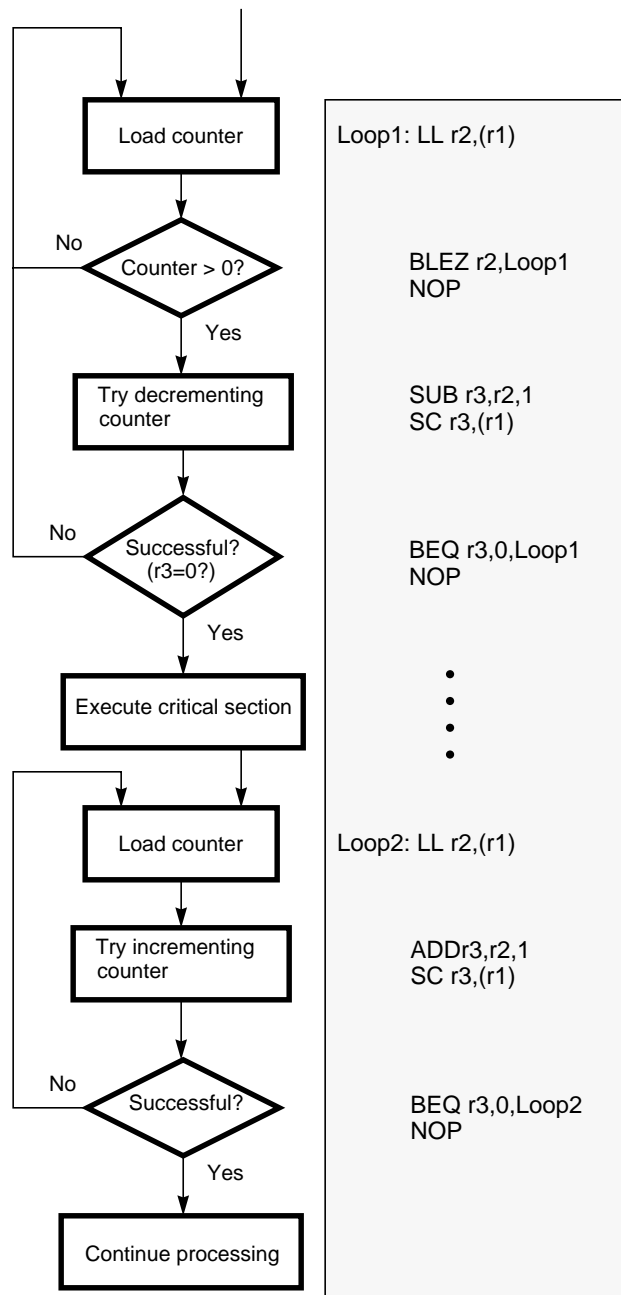 Load counter
Loop1: LL r2,(r1)
No
Counter > 0?
BLEZ r2,Loop1
NOP
Yes
Try decrementing
counter
SUB r3,r2,1
SC r3,(r1)
No
Successful?
(r3=0?)
BEQ r3,0,Loop1
NOP
Yes
Execute critical section
Load counter
Loop2: LL r2,(r1)
Try incrementing
counter
ADDr3,r2,1
SC r3,(r1)
No
Successful?
BEQ r3,0,Loop2
NOP
Yes
Continue processing